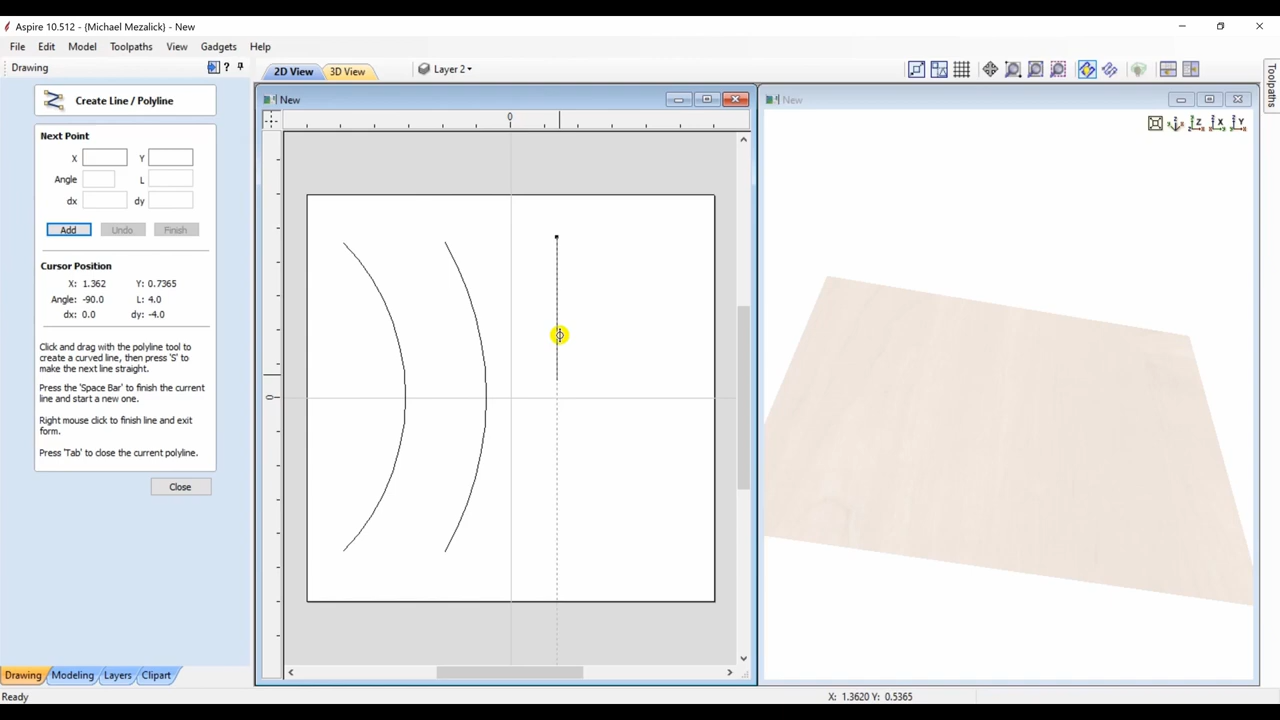 Aspire 10.512 - {Michael Mezalick} - New
File Edit Model Toolpaths View Gadgets Help
Drawing
2D View 3D View Layer 2
Toolpaths
Create Line / Polyline
New
New
0
Next Point
X Y
Angle L
dx dy
Add Undo Finish
Cursor Position
X: 1.362 Y: 0.7365
Angle: -90.0 L: 4.0
dx: 0.0 dy: -4.0
Click and drag with the polyline tool to
create a curved line, then press 'S' to
make the next line straight.
Press the 'Space Bar' to finish the current
line and start a new one.
Right mouse click to finish line and exit
form.
Press 'Tab' to close the current polyline.
Close
0
Z X Y
Drawing Modeling Layers Clipart
Ready
X: 1.3620 Y: 0.5365